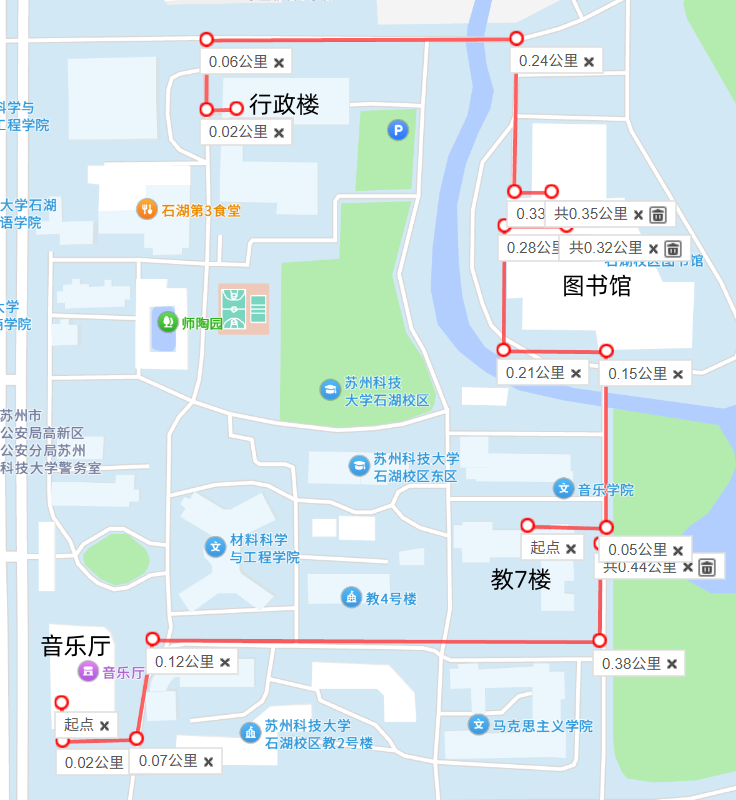 0.06公里
0.24公里
行政楼
P
0.02公里
科学与
工程学院
大学石湖
语学院
石湖第3食堂
0.33
共0.35公里
0.28公里
共0.32公里
石湖校区图书馆
图书馆
师陶园
大学
商学院
0.21公里
0.15公里
苏州科技
大学石湖校区
苏州市
公安局高新区
公安分局苏州
科技大学警务室
苏州科技大学
石湖校区东区
音乐学院
起点
0.05公里
共0.44公里
材料科学
与工程学院
教7楼
教4号楼
音乐厅
音乐厅
0.12公里
0.38公里
起点
0.02公里
0.07公里
苏州科技大学
石湖校区教2号楼
马克思主义学院